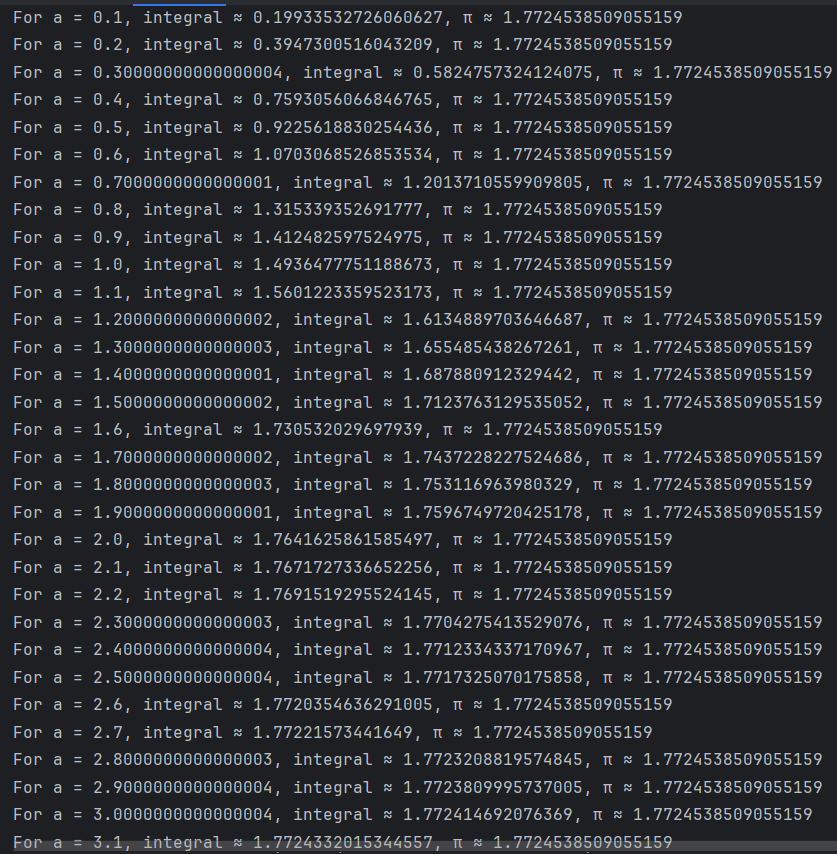 For a = 0.1, integral ≈ 0.19933532726060627, π ≈ 1.7724538509055159
For a = 0.2, integral ≈ 0.3947300516043209, π ≈ 1.7724538509055159
For a = 0.30000000000000004, integral ≈ 0.5824757324124075, π ≈ 1.7724538509055159
For a = 0.4, integral ≈ 0.7593056066846765, π ≈ 1.7724538509055159
For a = 0.5, integral ≈ 0.9225618830254436, π ≈ 1.7724538509055159
For a = 0.6, integral ≈ 1.0703068526853534, π ≈ 1.7724538509055159
For a = 0.7000000000000001, integral ≈ 1.2013710559909805, π ≈ 1.7724538509055159
For a = 0.8, integral ≈ 1.315339352691777, π ≈ 1.7724538509055159
For a = 0.9, integral ≈ 1.412482597524975, π ≈ 1.7724538509055159
For a = 1.0, integral ≈ 1.4936477751188673, π ≈ 1.7724538509055159
For a = 1.1, integral ≈ 1.5601223359523173, π ≈ 1.7724538509055159
For a = 1.2000000000000002, integral ≈ 1.6134889703646687, π ≈ 1.7724538509055159
For a = 1.3000000000000003, integral ≈ 1.655485438267261, π ≈ 1.7724538509055159
For a = 1.4000000000000001, integral ≈ 1.687880912329442, π ≈ 1.7724538509055159
For a = 1.5000000000000002, integral ≈ 1.7123763129535052, π ≈ 1.7724538509055159
For a = 1.6, integral ≈ 1.730532029697939, π ≈ 1.7724538509055159
For a = 1.7000000000000002, integral ≈ 1.7437228227524686, π ≈ 1.7724538509055159
For a = 1.8000000000000003, integral ≈ 1.753116963980329, π ≈ 1.7724538509055159
For a = 1.9000000000000001, integral ≈ 1.7596749720425178, π ≈ 1.7724538509055159
For a = 2.0, integral ≈ 1.7641625861585497, π ≈ 1.7724538509055159
For a = 2.1, integral ≈ 1.7671727336652256, π ≈ 1.7724538509055159
For a = 2.2, integral ≈ 1.7691519295524145, π ≈ 1.7724538509055159
For a = 2.3000000000000003, integral ≈ 1.7704275413529076, π ≈ 1.7724538509055159
For a = 2.4000000000000004, integral ≈ 1.7712334337170967, π ≈ 1.7724538509055159
For a = 2.5000000000000004, integral ≈ 1.7717325070175858, π ≈ 1.7724538509055159
For a = 2.6, integral ≈ 1.7720354636291005, π ≈ 1.7724538509055159
For a = 2.7, integral ≈ 1.77221573441649, π ≈ 1.7724538509055159
For a = 2.8000000000000003, integral ≈ 1.7723208819574845, π ≈ 1.7724538509055159
For a = 2.9000000000000004, integral ≈ 1.7723809995737005, π ≈ 1.7724538509055159
For a = 3.0000000000000004, integral ≈ 1.772414692076369, π ≈ 1.7724538509055159
For a = 3.1, integral ≈ 1.7724332015344557, π ≈ 1.7724538509055159